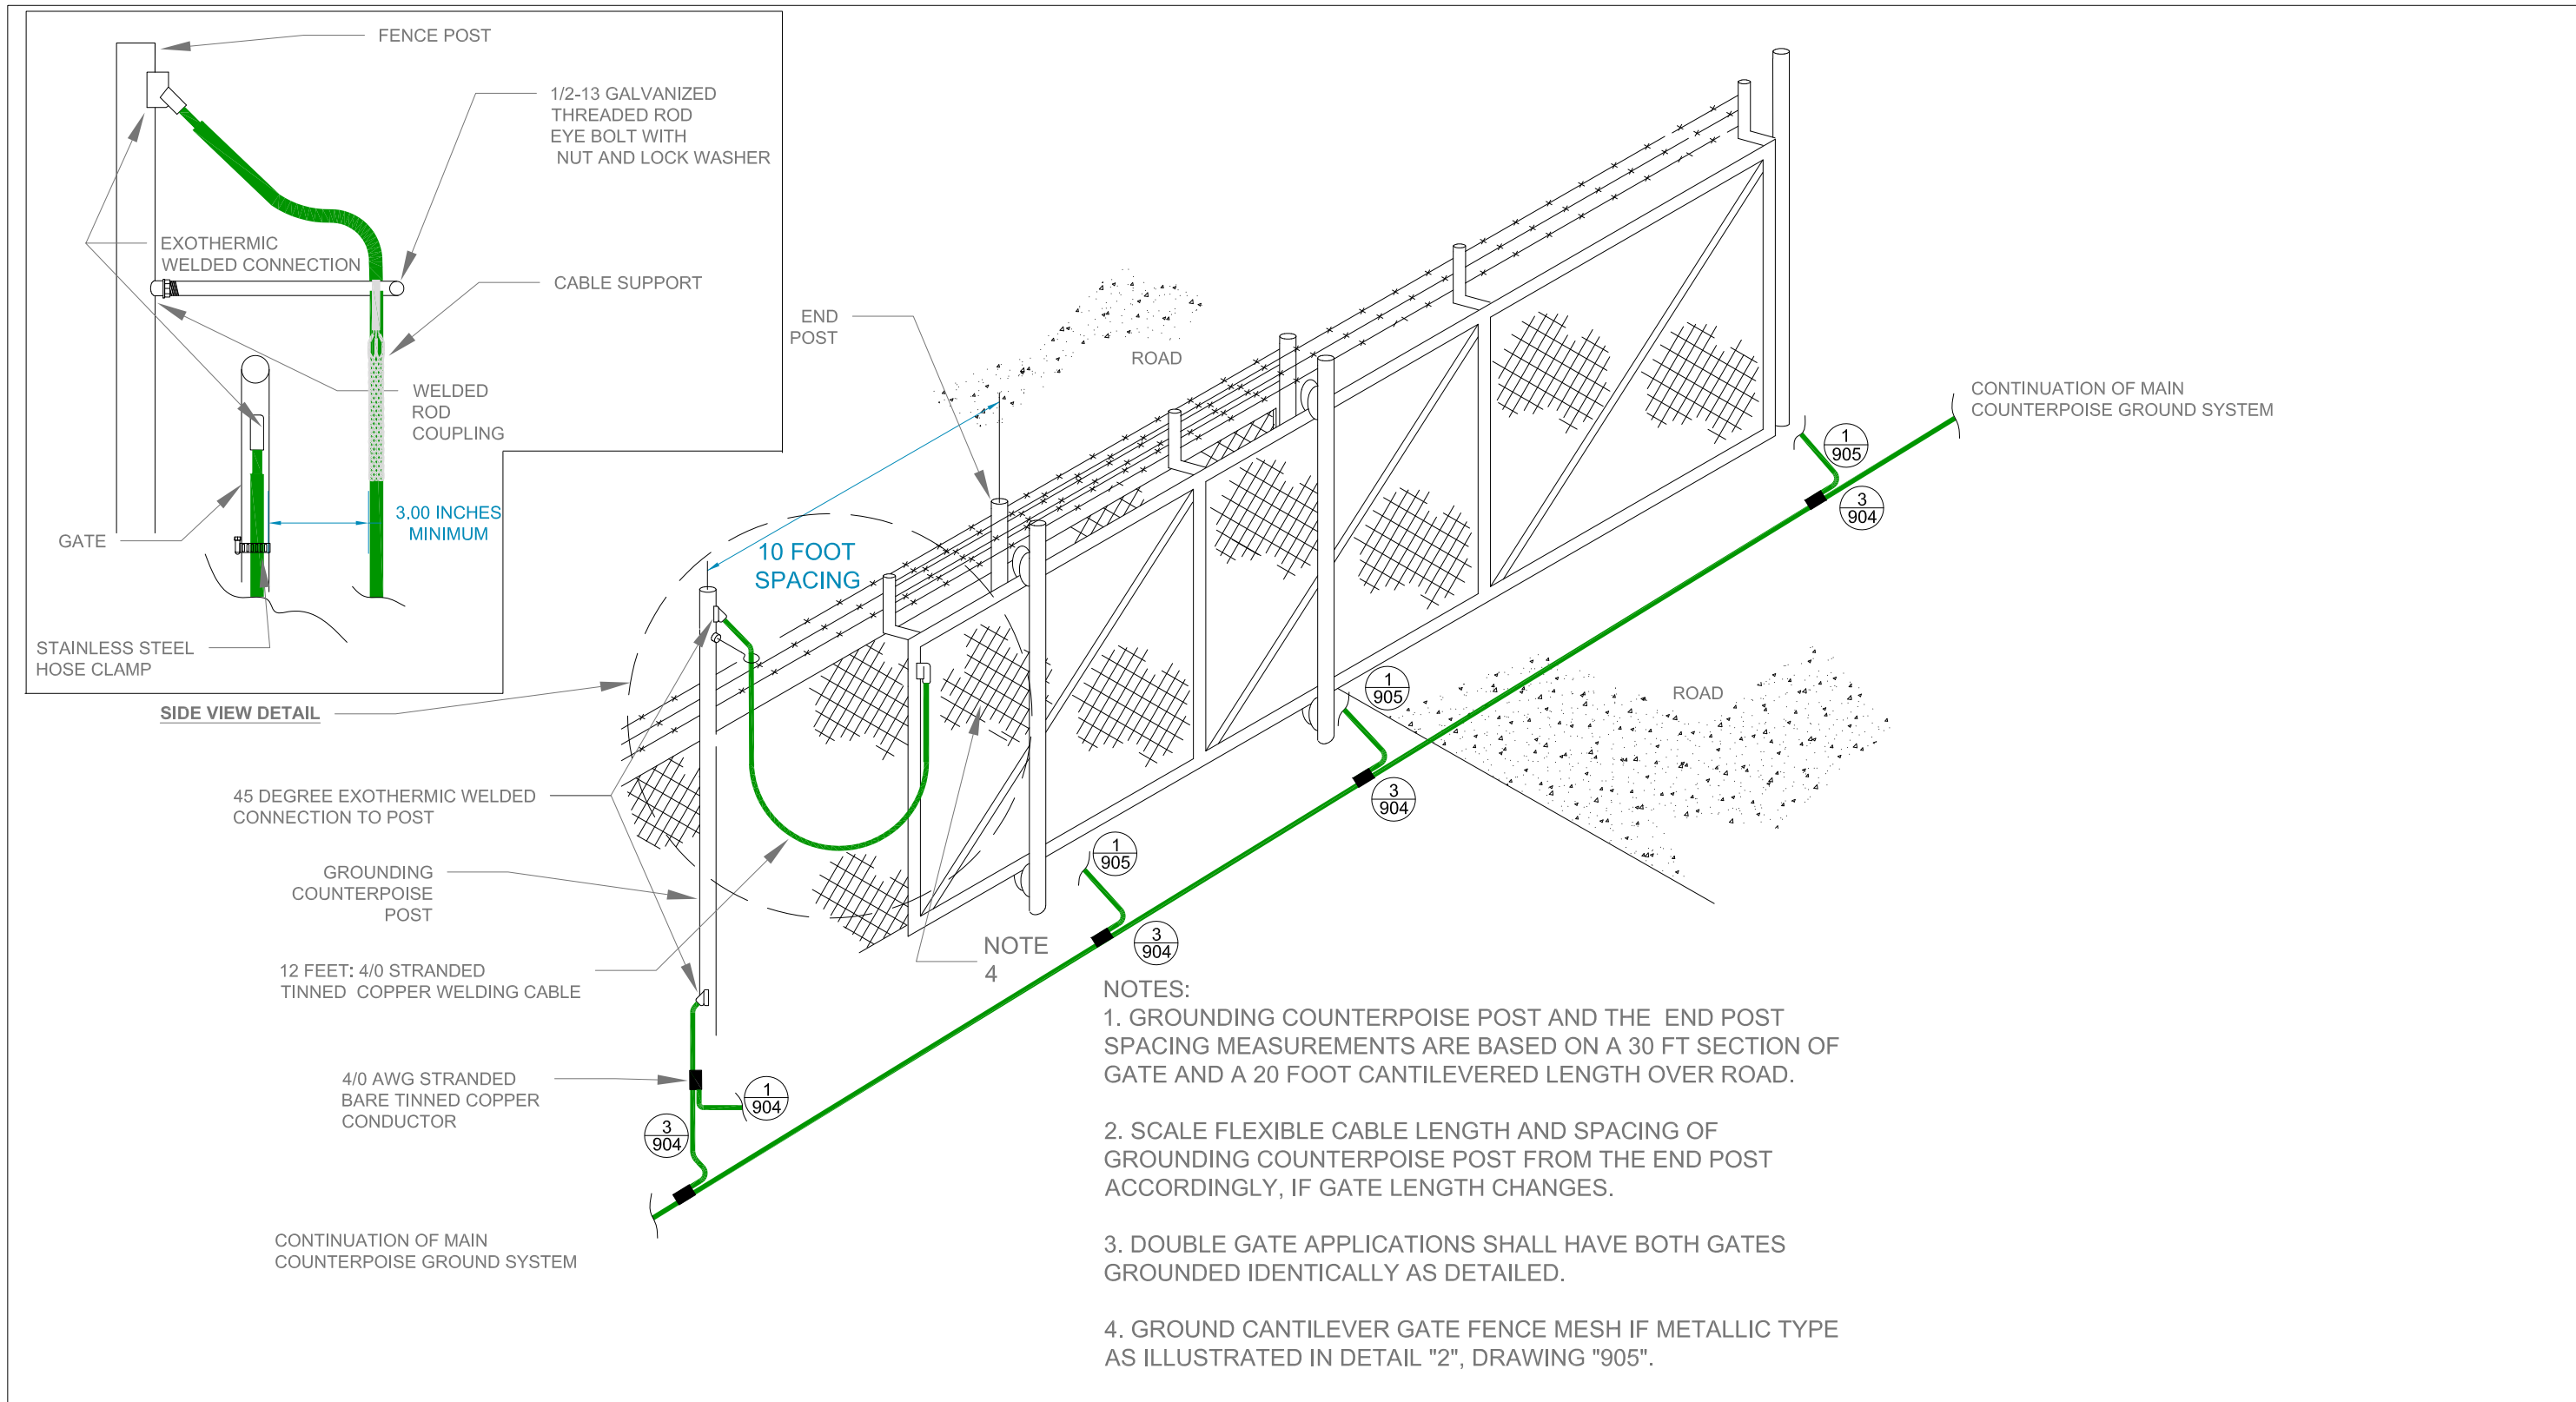 FENCE POST
1/2-13 GALVANIZED
THREADED ROD
EYE BOLT WITH
NUT AND LOCK WASHER
EXOTHERMIC
WELDED CONNECTION
CABLE SUPPORT
WELDED
ROD
COUPLING
3.00 INCHES
MINIMUM
GATE
STAINLESS STEEL
HOSE CLAMP
SIDE VIEW DETAIL
END
POST
ROAD
10 FOOT
SPACING
CONTINUATION OF MAIN
COUNTERPOISE GROUND SYSTEM
1
905
3
904
ROAD
1
905
3
904
1
905
3
904
45 DEGREE EXOTHERMIC WELDED
CONNECTION TO POST
GROUNDING
COUNTERPOISE
POST
12 FEET: 4/0 STRANDED
TINNED COPPER WELDING CABLE
NOTE
4
4/0 AWG STRANDED
BARE TINNED COPPER
CONDUCTOR
1
904
3
904
CONTINUATION OF MAIN
COUNTERPOISE GROUND SYSTEM
NOTES:
1. GROUNDING COUNTERPOISE POST AND THE END POST
SPACING MEASUREMENTS ARE BASED ON A 30 FT SECTION OF
GATE AND A 20 FOOT CANTILEVERED LENGTH OVER ROAD.
2. SCALE FLEXIBLE CABLE LENGTH AND SPACING OF
GROUNDING COUNTERPOISE POST FROM THE END POST
ACCORDINGLY, IF GATE LENGTH CHANGES.
3. DOUBLE GATE APPLICATIONS SHALL HAVE BOTH GATES
GROUNDED IDENTICALLY AS DETAILED.
4. GROUND CANTILEVER GATE FENCE MESH IF METALLIC TYPE
AS ILLUSTRATED IN DETAIL "2", DRAWING "905".